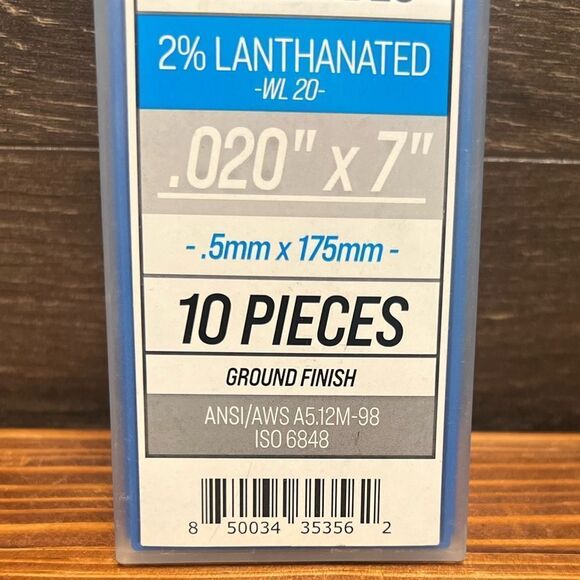 2% LANTHANATED
-WL 20-
.020" x 7"
- .5mm x 175mm -
10 PIECES
GROUND FINISH
ANSI/AWS A5.12M-98
ISO 6848
8 50034 35356 2